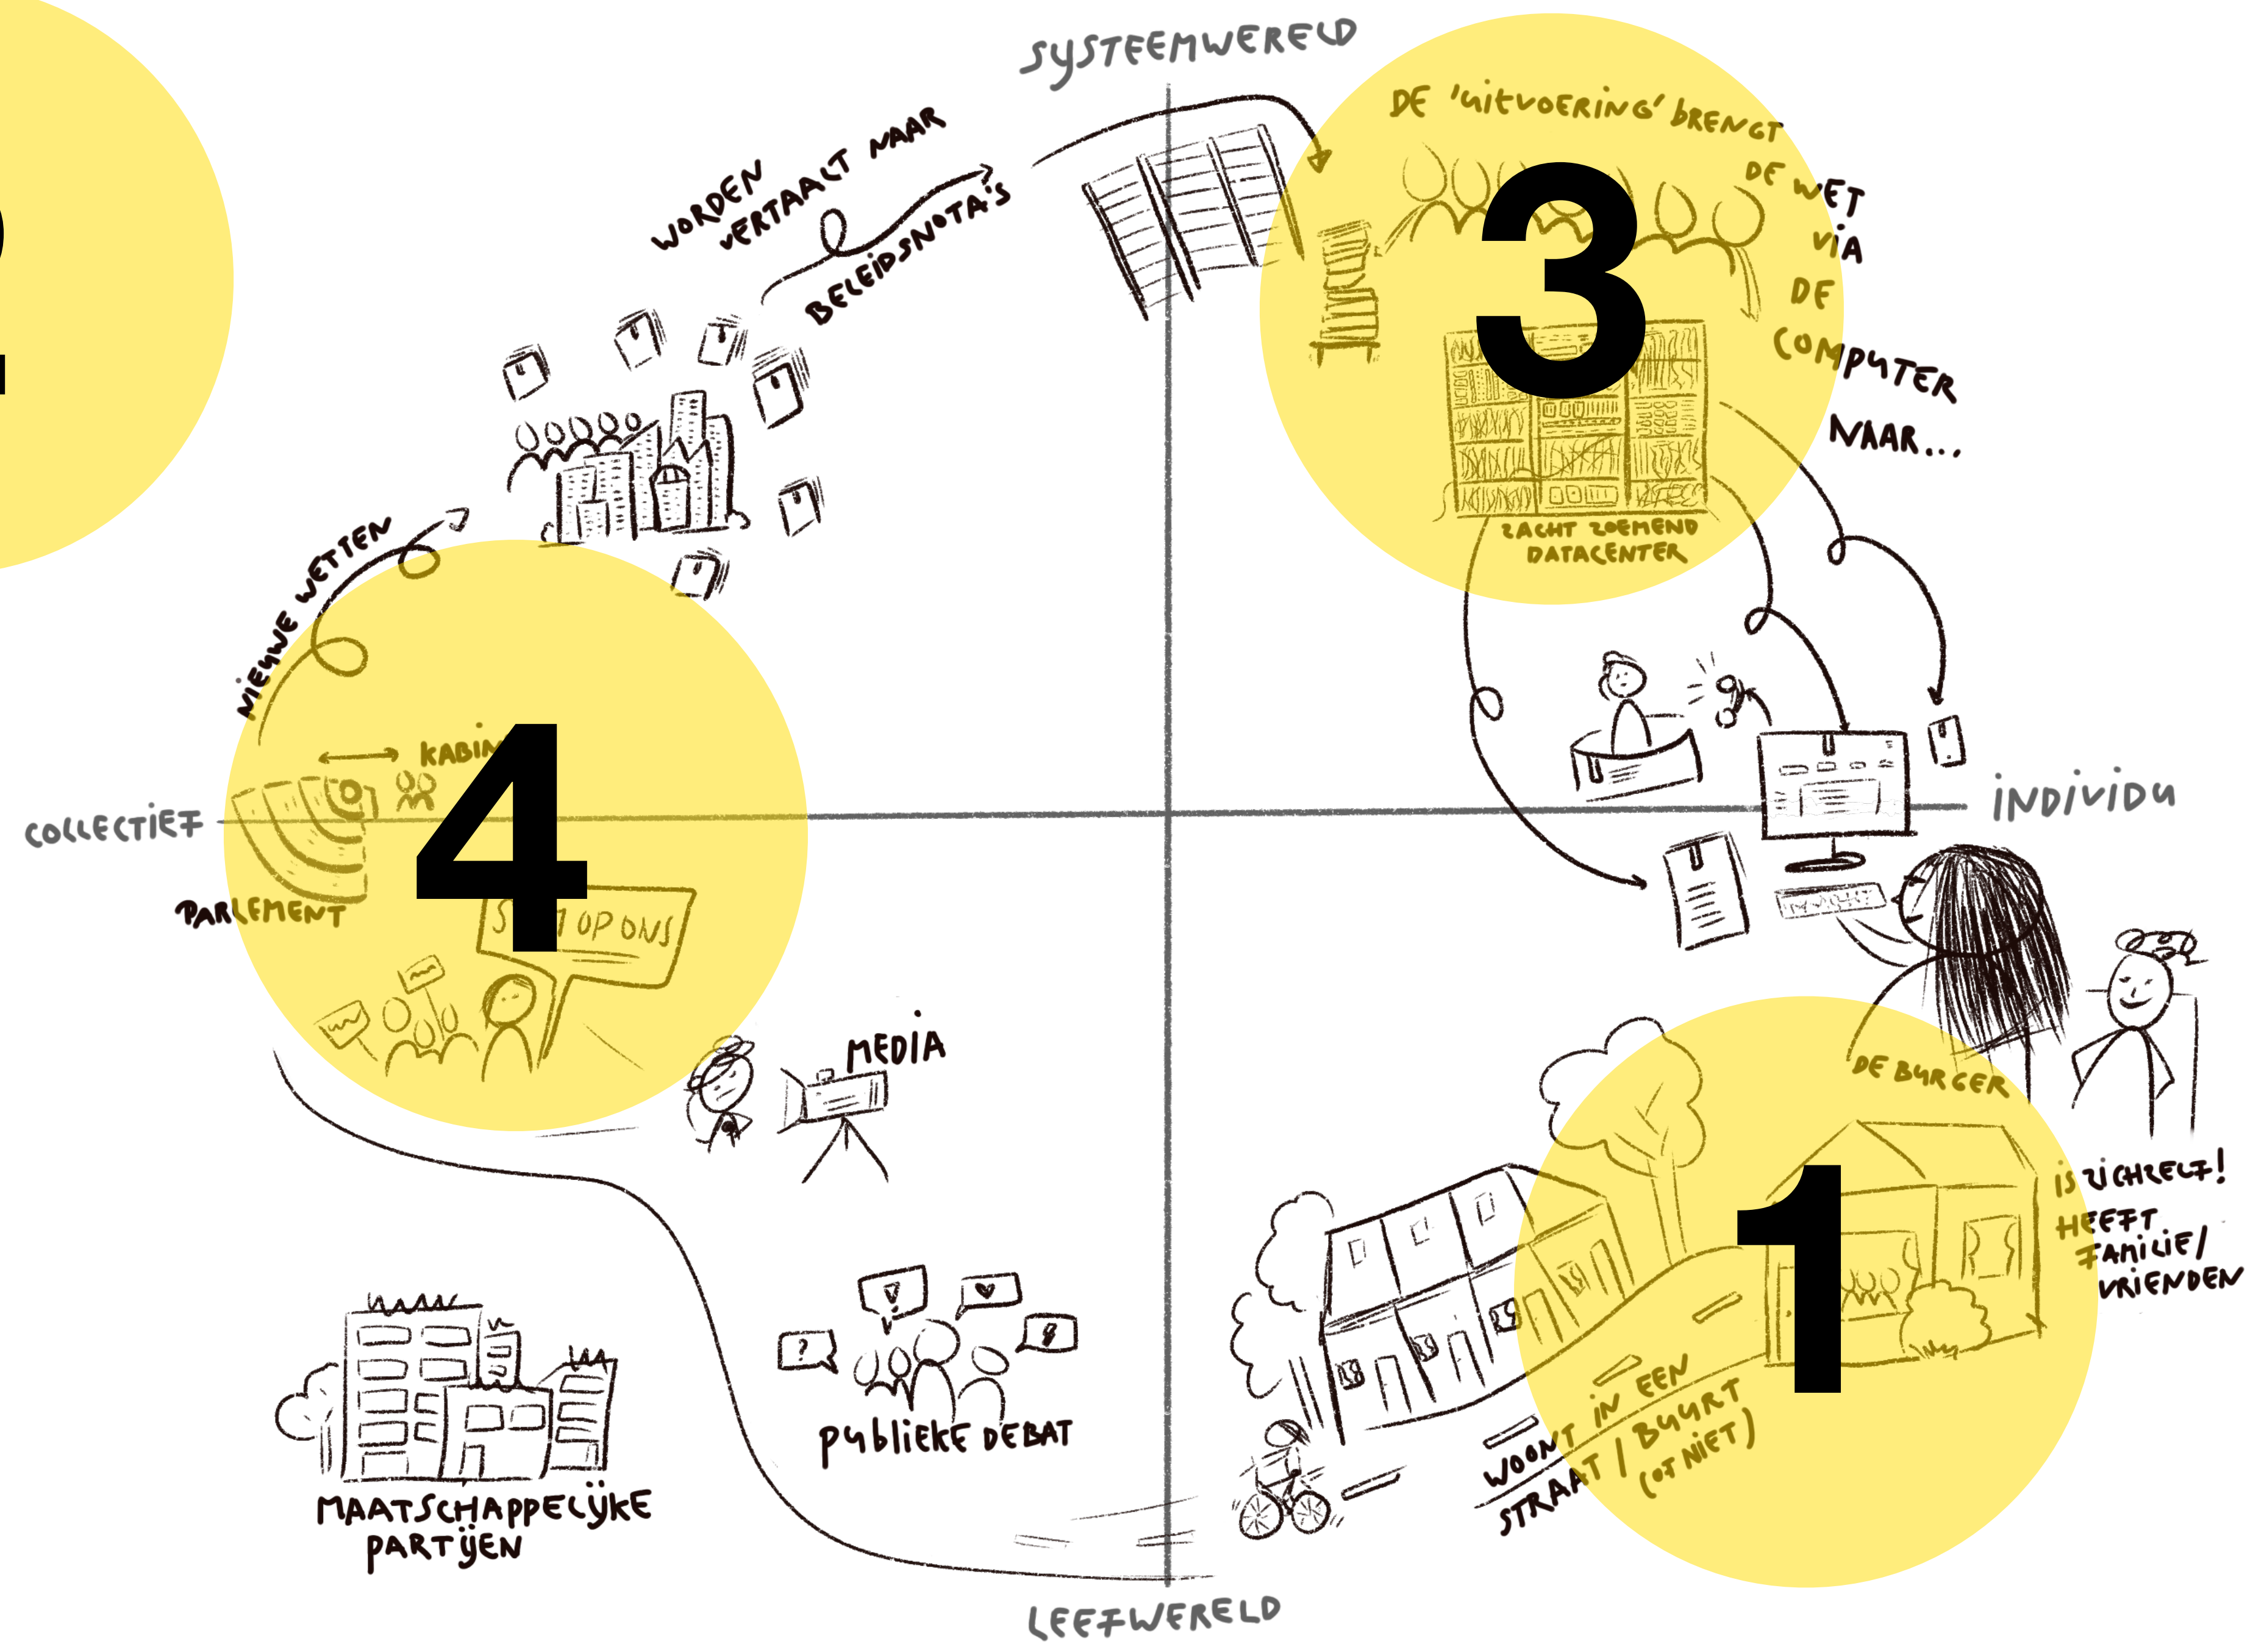 SYSTEEMWERELD
DE 'UITVOERING' BRENGT
DE WET
VIA
DE
COMPUTER
NAAR...
3
WORDEN
VERTAALT NAAR
BELEIDSNOTA'S
2
ZACHT ZOEMEND
DATACENTER
NIEUWE WETTEN
4
COLLECTIEF
INDIVIDU
PARLEMENT
OP ONS
MEDIA
DE BURGER
IS ZICHZELF!
HEEFT
FAMILIE/
VRIENDEN
1
?
!
PUBLIEKE DEBAT
WOONT IN EEN
STRAAT / BUURT
(OF NIET)
MAATSCHAPPELIJKE
PARTIJEN
LEEFWERELD